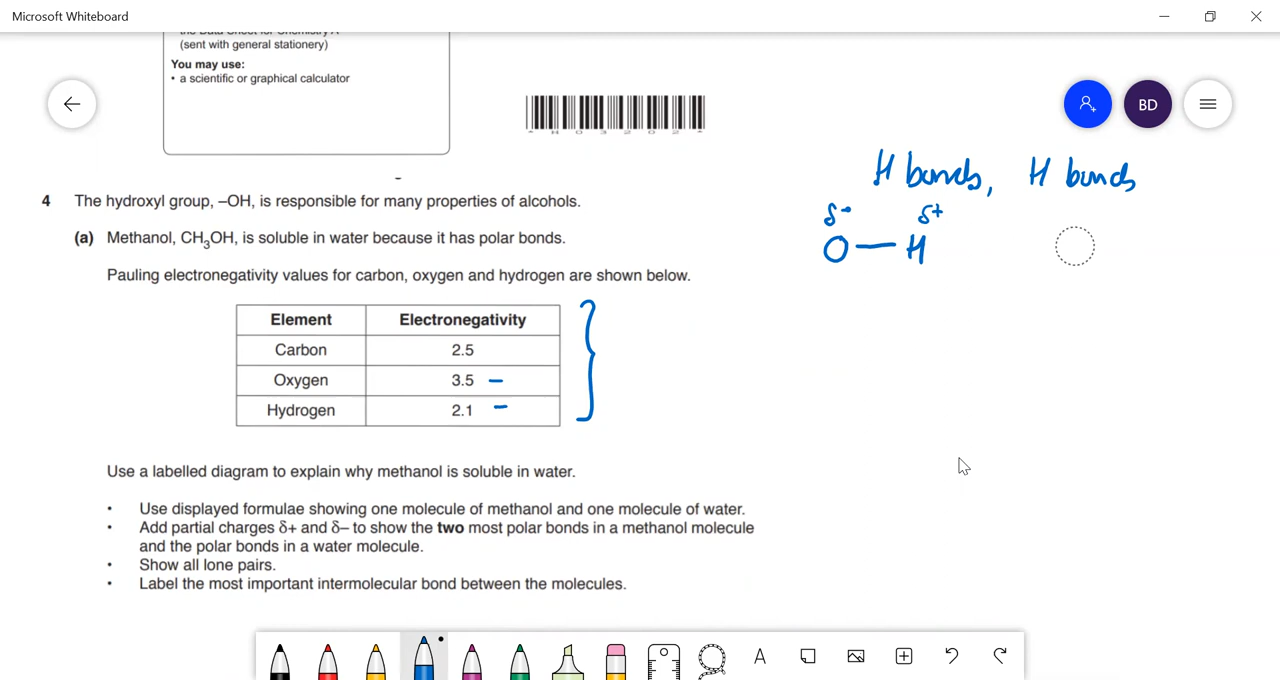 Microsoft Whiteboard
(sent with general stationery)
You may use:
• a scientific or graphical calculator
* H 0 3 2 0 2 1 *
BD
H bonds, H bonds
δ- δ+
O — H
4 The hydroxyl group, –OH, is responsible for many properties of alcohols.
(a) Methanol, CH₃OH, is soluble in water because it has polar bonds.
Pauling electronegativity values for carbon, oxygen and hydrogen are shown below.
Element Electronegativity
Carbon 2.5
Oxygen 3.5
Hydrogen 2.1
Use a labelled diagram to explain why methanol is soluble in water.
• Use displayed formulae showing one molecule of methanol and one molecule of water.
• Add partial charges δ+ and δ– to show the two most polar bonds in a methanol molecule
and the polar bonds in a water molecule.
• Show all lone pairs.
• Label the most important intermolecular bond between the molecules.
A